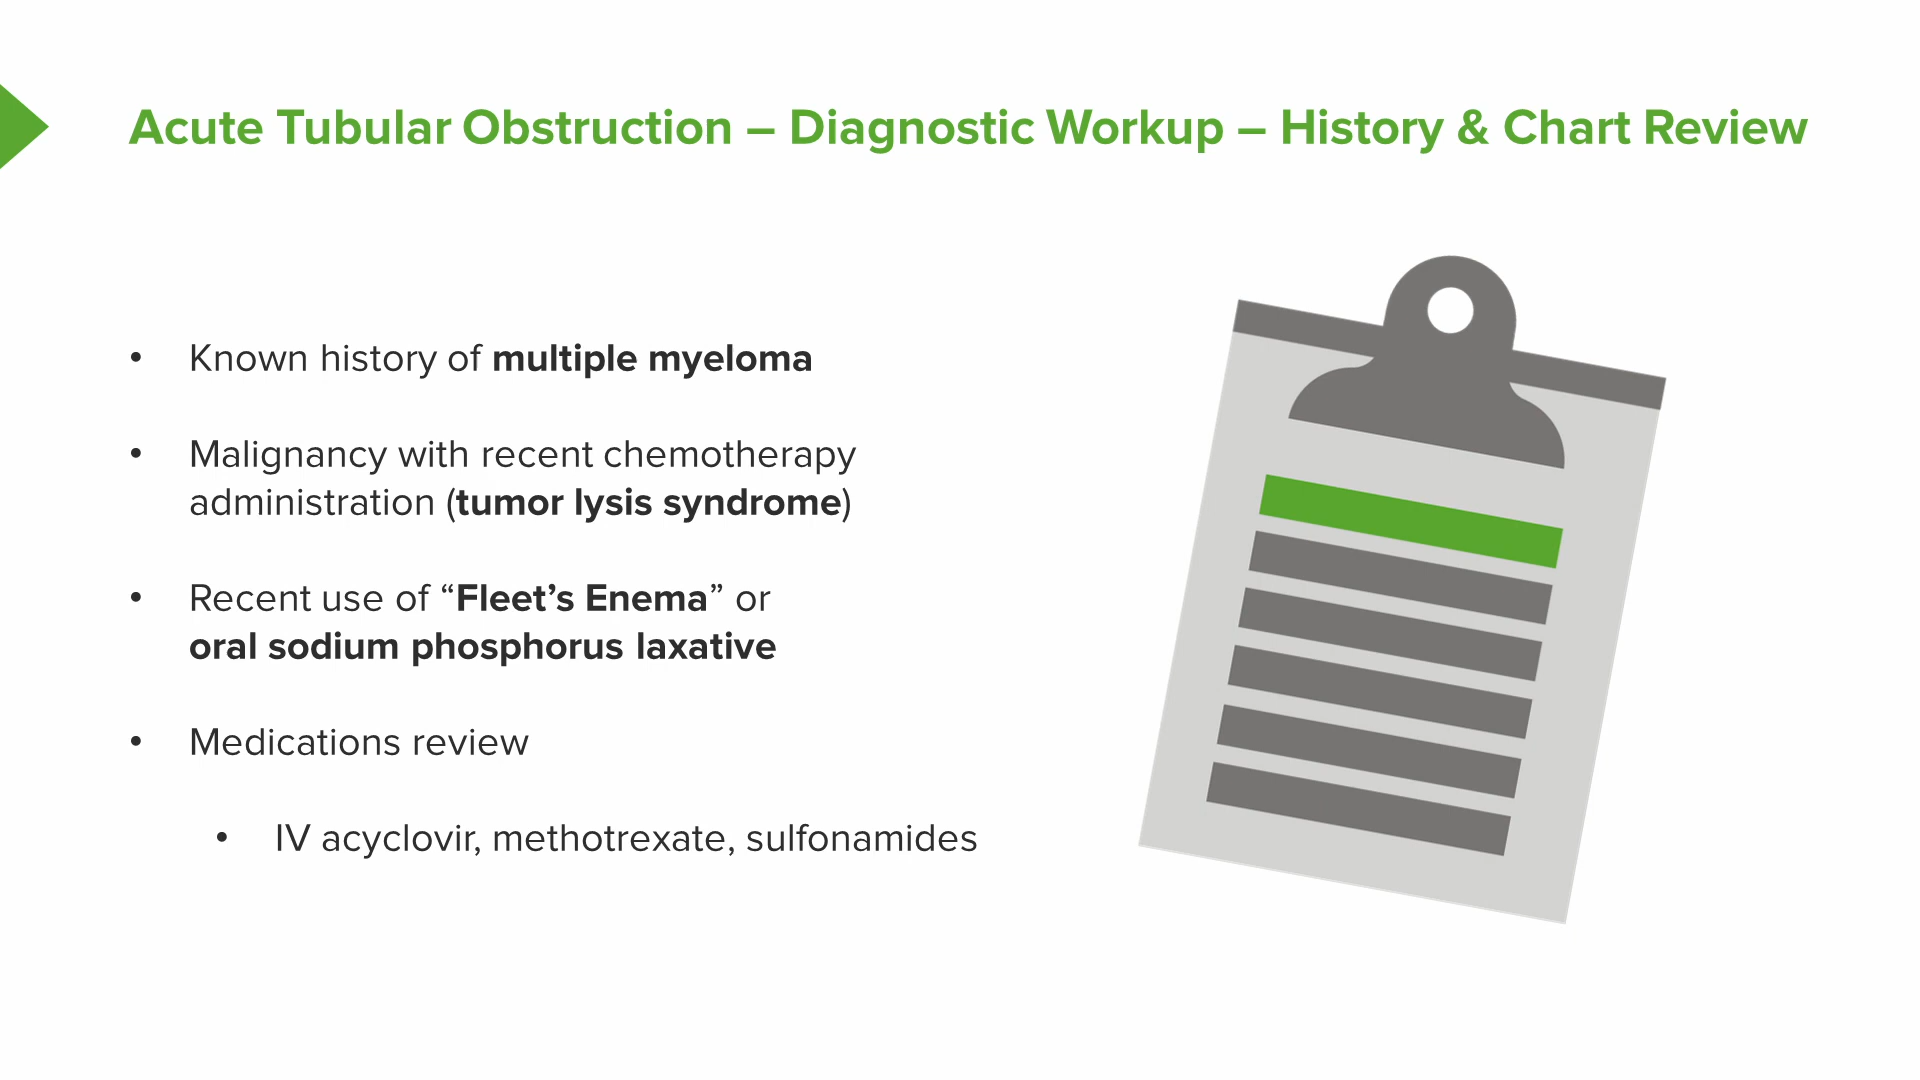 Acute Tubular Obstruction – Diagnostic Workup – History & Chart Review
• Known history of multiple myeloma
• Malignancy with recent chemotherapy
administration (tumor lysis syndrome)
• Recent use of “Fleet’s Enema” or
oral sodium phosphorus laxative
• Medications review
• IV acyclovir, methotrexate, sulfonamides